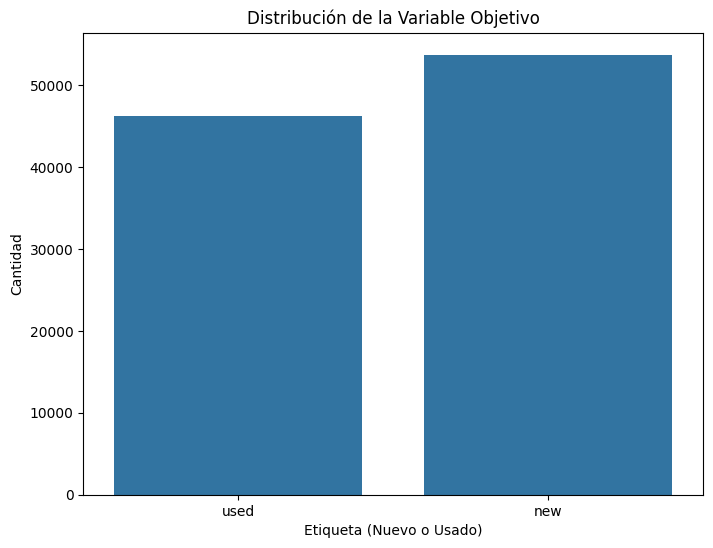 Distribución de la Variable Objetivo
Cantidad
50000
40000
30000
20000
10000
0
used
new
Etiqueta (Nuevo o Usado)